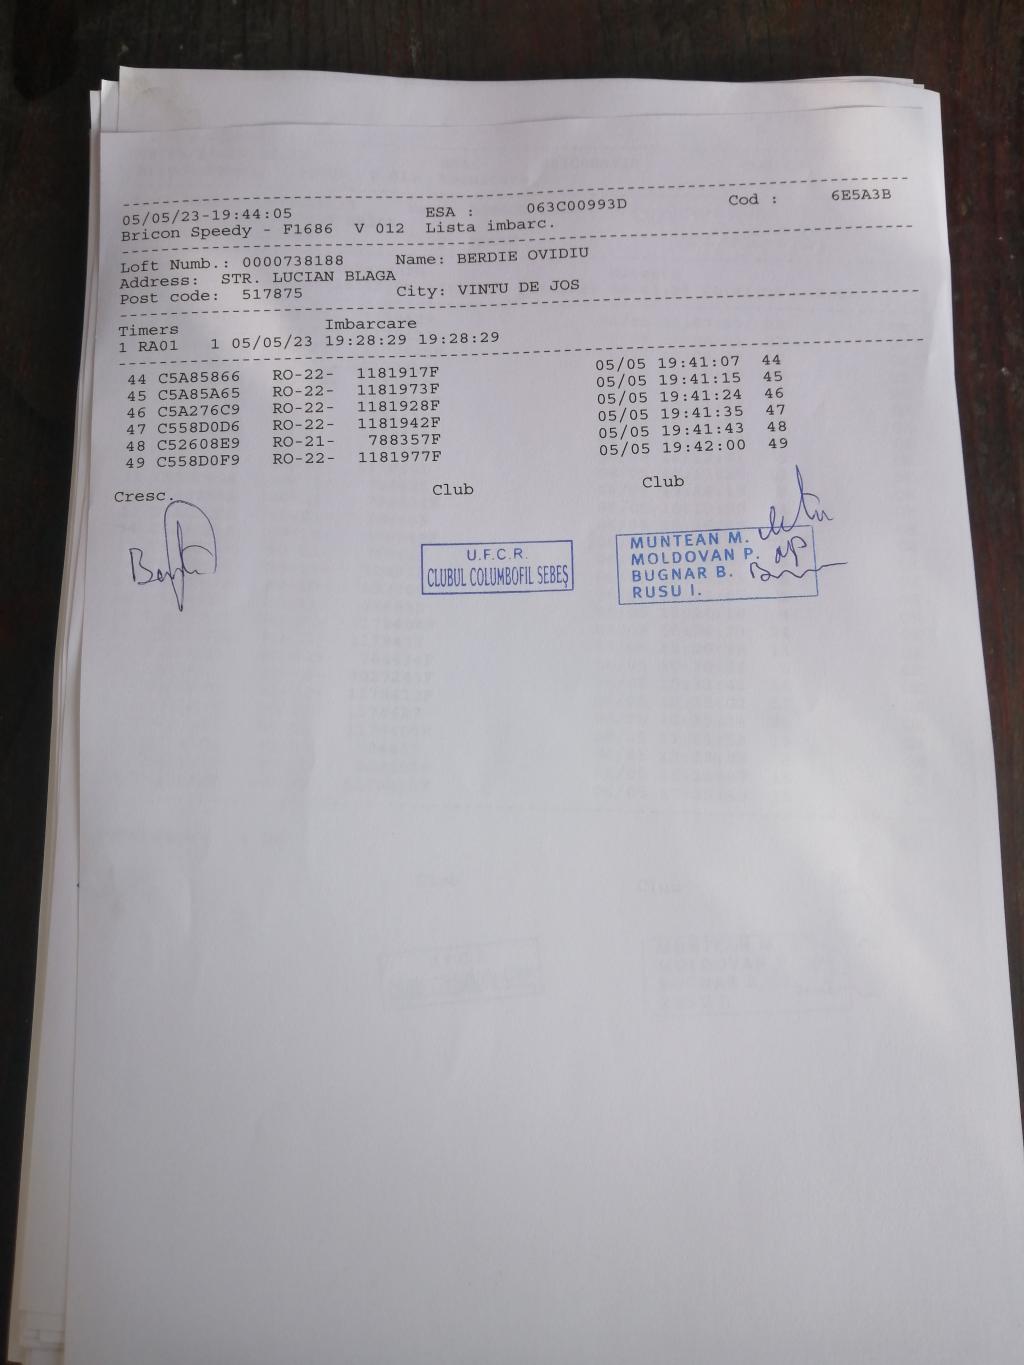 05/05/23-19:44:05 ESA : 063C00993D Cod : 6E5A3B
Bricon Speedy - F1686 V 012 Lista imbarc.
Loft Numb.: 0000738188 Name: BERDIE OVIDIU
Address: STR. LUCIAN BLAGA
Post code: 517875 City: VINTU DE JOS
Timers Imbarcare
1 RA01 1 05/05/23 19:28:29 19:28:29
44 C5A85866 RO-22- 1181917F 05/05 19:41:07 44
45 C5A85A65 RO-22- 1181973F 05/05 19:41:15 45
46 C5A276C9 RO-22- 1181928F 05/05 19:41:24 46
47 C558D0D6 RO-22- 1181942F 05/05 19:41:35 47
48 C52608E9 RO-21- 788357F 05/05 19:41:43 48
49 C558D0F9 RO-22- 1181977F 05/05 19:42:00 49
Cresc. Club Club
U.F.C.R.
CLUBUL COLUMBOFIL SEBEȘ
MUNTEAN M.
MOLDOVAN P.
BUGNAR B.
RUSU I.